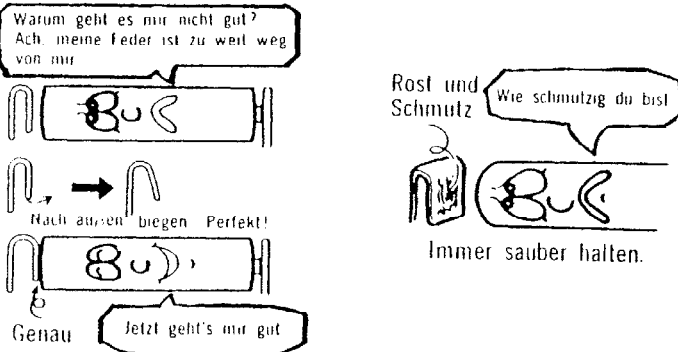 Warum geht es mir nicht gut?
Ach, meine Feder ist zu weit weg
von mir
Nach außen biegen Perfekt!
Jetzt geht's mir gut
Genau
Rost und
Schmutz
Wie schmutzig du bist
Immer sauber halten.